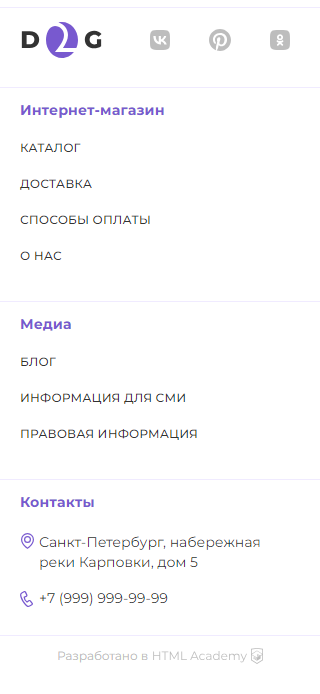 D2G
Интернет-магазин
КАТАЛОГ
ДОСТАВКА
СПОСОБЫ ОПЛАТЫ
О НАС
Медиа
БЛОГ
ИНФОРМАЦИЯ ДЛЯ СМИ
ПРАВОВАЯ ИНФОРМАЦИЯ
Контакты
Санкт-Петербург, набережная
реки Карповки, дом 5
+7 (999) 999-99-99
Разработано в HTML Academy